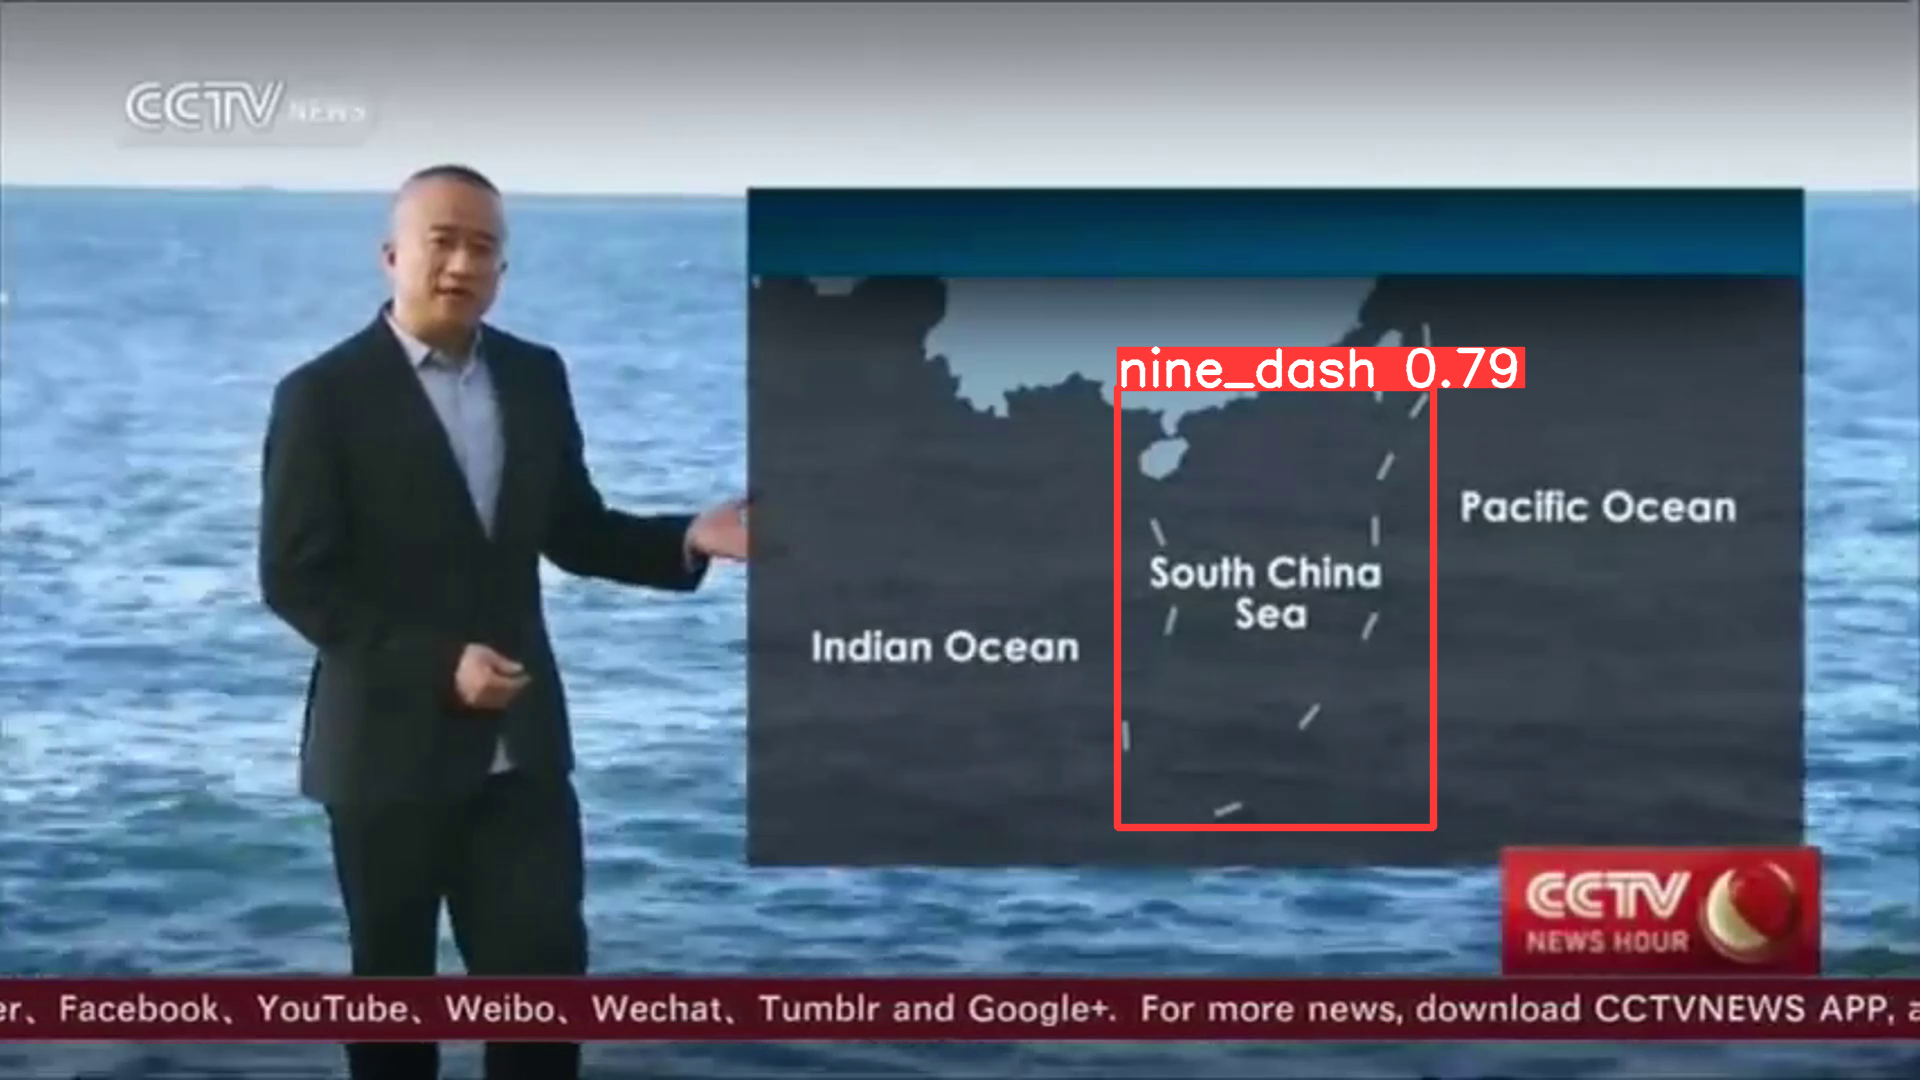 CCTV NEWS
nine_dash 0.79
Pacific Ocean
South China
Sea
Indian Ocean
CCTV
NEWS HOUR
Facebook、 YouTube、 Weibo、 Wechat、 Tumblr and Google+. For more news, download CCTVNEWS APP,